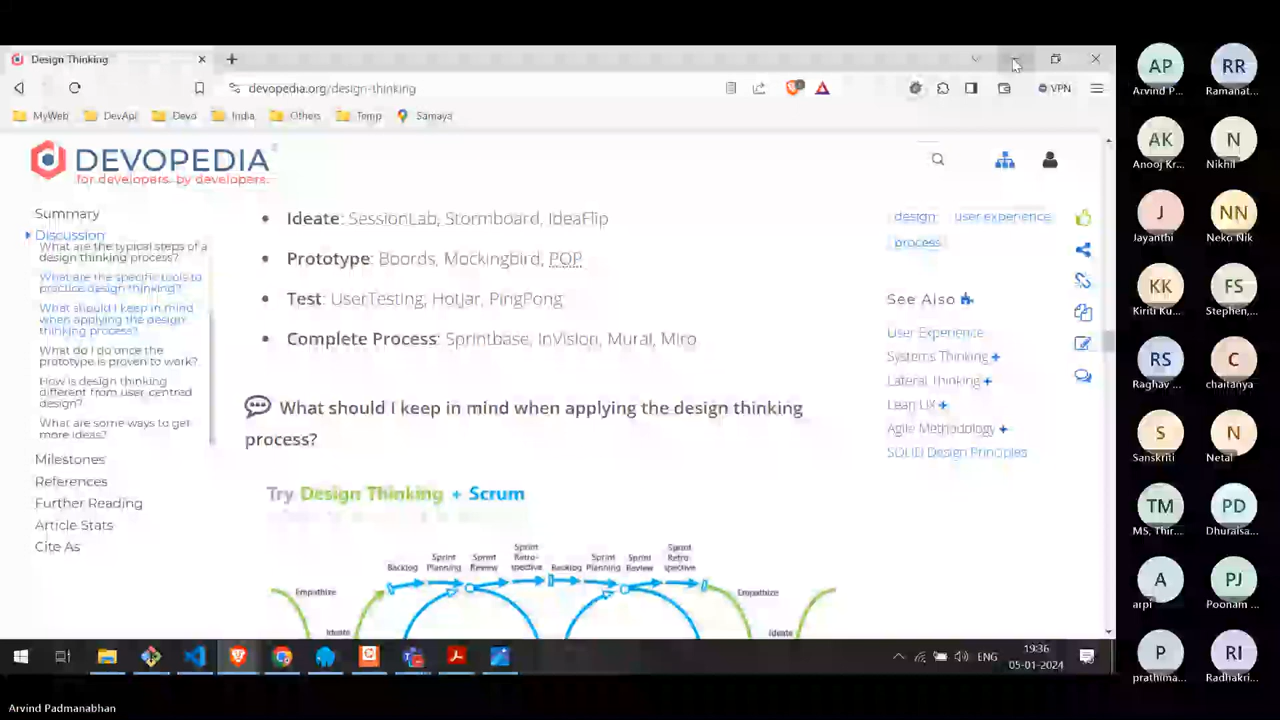 Design Thinking
devopedia.org/design-thinking
VPN
MyWeb
DevApi
Devo
India
Others
Temp
Samaya
DEVOPEDIA
for developers. by developers.
Summary
Discussion
What are the typical steps of a
design thinking process?
What are the specific tools to
practice design thinking?
What should I keep in mind
when applying the design
thinking process?
What do I do once the
prototype is proven to work?
How is design thinking
different from user-centred
design?
What are some ways to get
more ideas?
Milestones
References
Further Reading
Article Stats
Cite As
Ideate: SessionLab, Stormboard, IdeaFlip
Prototype: Boords, Mockingbird, POP
Test: UserTesting, Hotjar, PingPong
Complete Process: Sprintbase, InVision, Mural, Miro
What should I keep in mind when applying the design thinking
process?
Try Design Thinking + Scrum
Backlog
Sprint
Planning
Sprint
Review
Sprint
Retro-
spective
Backlog
Sprint
Planning
Sprint
Review
Sprint
Retro-
spective
Empathize
Ideate
Empathize
Ideate
design
user experience
process
See Also
User Experience
Systems Thinking +
Lateral Thinking +
Lean UX +
Agile Methodology +
SOLID Design Principles
ENG
19:36
05-01-2024
AP
Arvind P...
RR
Ramanat...
AK
Anooj Kr...
N
Nikhil
J
Jayanthi
NN
Neko Nik
KK
Kiriti Ku...
FS
Stephen,...
RS
Raghav ...
C
chaitanya
S
Sanskriti
N
Netal
TM
MS, Thir...
PD
Dhuraisa...
A
arpi
PJ
Poonam ...
P
prathima...
RI
Radhakri...
Arvind Padmanabhan